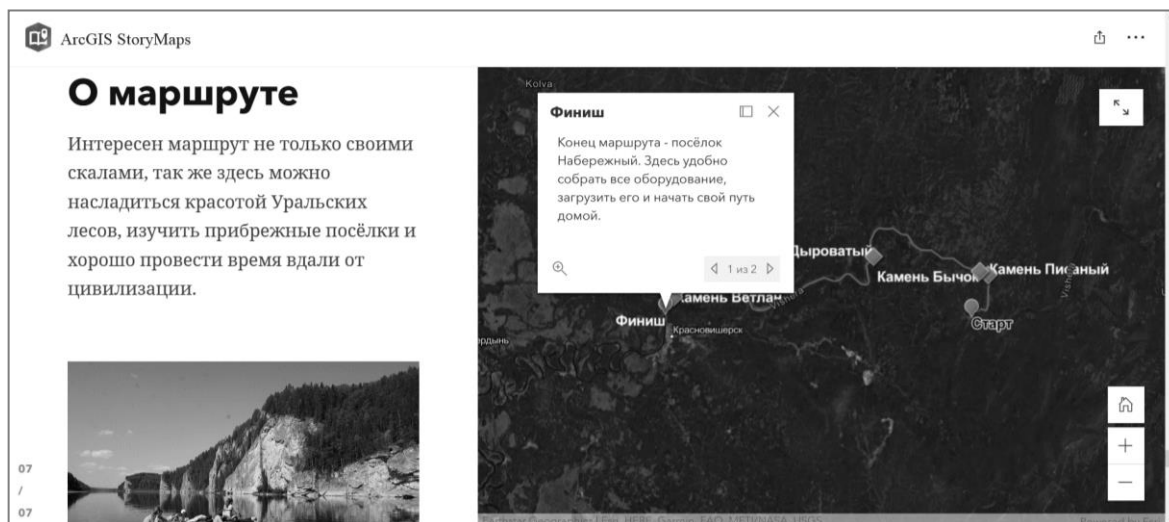 ArcGIS StoryMaps
О маршруте
Интересен маршрут не только своими
скалами, так же здесь можно
насладиться красотой Уральских
лесов, изучить прибрежные посёлки и
хорошо провести время вдали от
цивилизации.
07
/
07
Kolva
Финиш
Конец маршрута - посёлок
Набережный. Здесь удобно
собрать все оборудование,
загрузить его и начать свой путь
домой.
1 из 2
Дыроватый
Камень Бычок
Камень Писаный
Vishera
Камень Ветлан
Vishera
Финиш
Старт
Красновишерск
рдынь